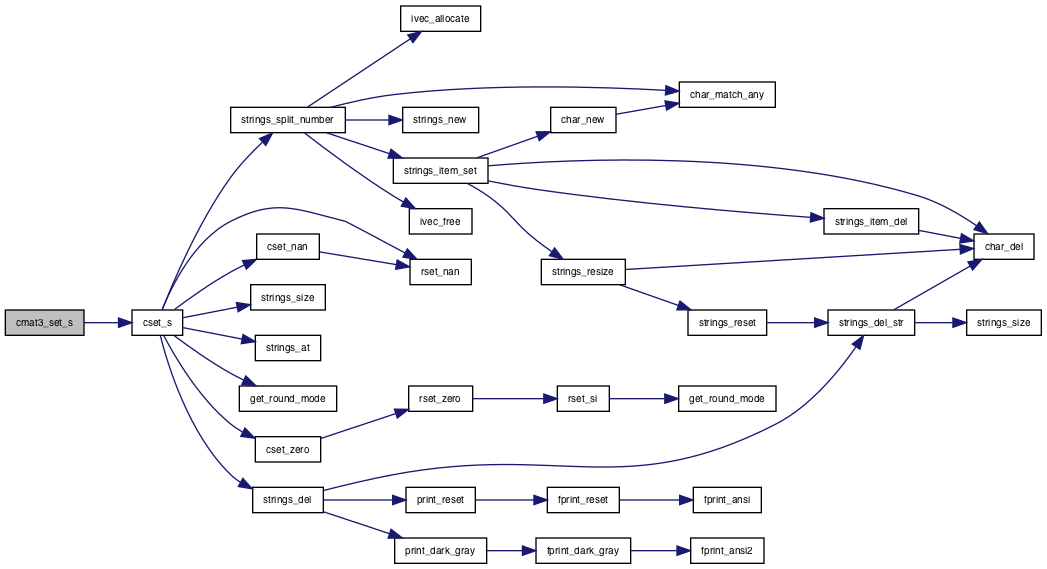 ivec_allocate
char_match_any
strings_split_number
strings_new
char_new
strings_item_set
ivec_free
strings_item_del
cset_nan
char_del
rset_nan
strings_resize
strings_size
cmat3_set_s
cset_s
strings_reset
strings_del_str
strings_size
strings_at
get_round_mode
rset_zero
rset_si
get_round_mode
cset_zero
strings_del
print_reset
fprint_reset
fprint_ansi
print_dark_gray
fprint_dark_gray
fprint_ansi2